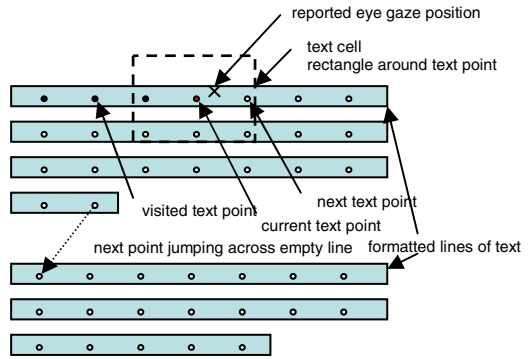 reported eye gaze position
text cell
rectangle around text point
next text point
visited text point
current text point
next point jumping across empty line
formatted lines of text